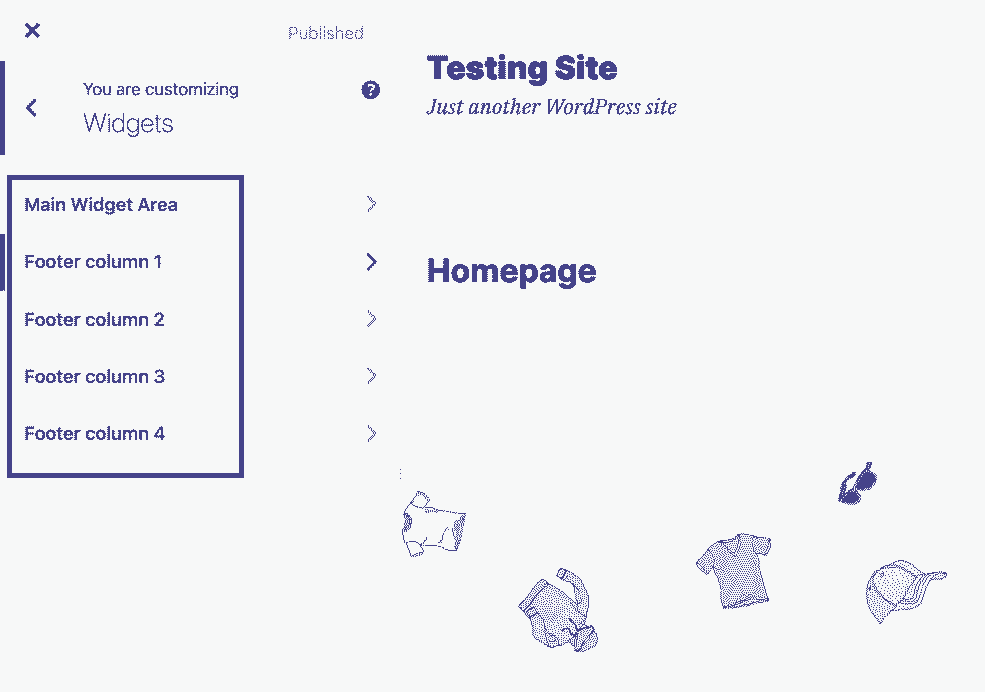 Published
You are customizing
Widgets
Main Widget Area
Footer column 1
Footer column 2
Footer column 3
Footer column 4
Testing Site
Just another WordPress site
Homepage